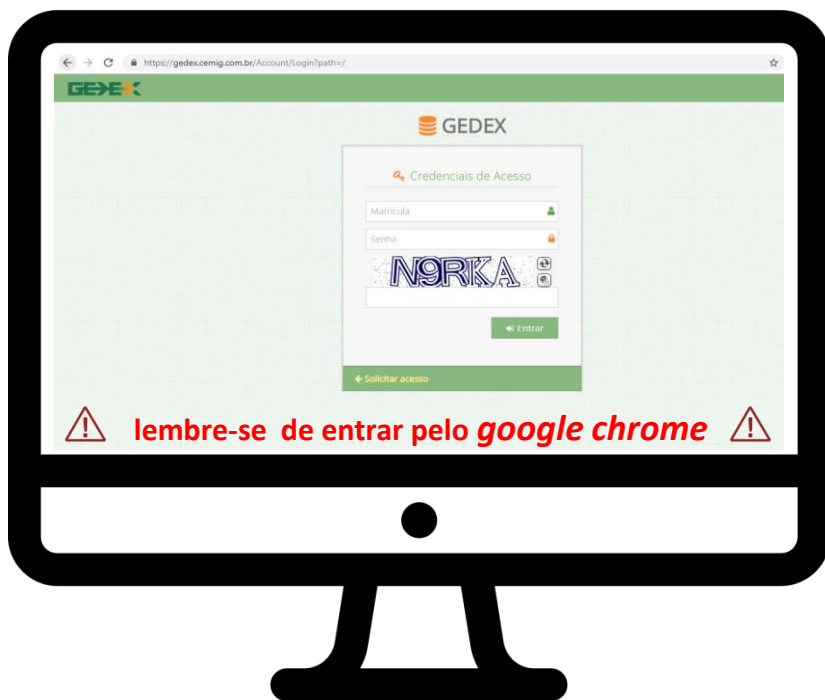 https://gedex.cemig.com.br/Account/Login?path=/
GEDEX
GEDEX
Credenciais de Acesso
Matrícula
Senha
N9RKA
Entrar
Solicitar acesso
lembre-se de entrar pelo google chrome